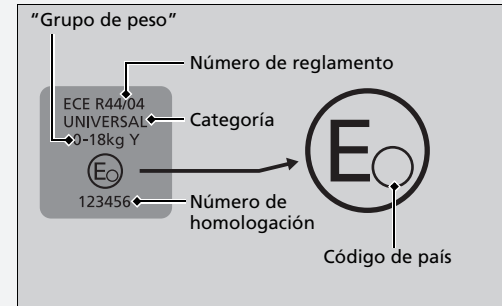 "Grupo de peso"
Número de reglamento
ECE R44/04
UNIVERSAL
Categoría
0-18kg Y
E
E
123456
Número de
homologación
Código de país